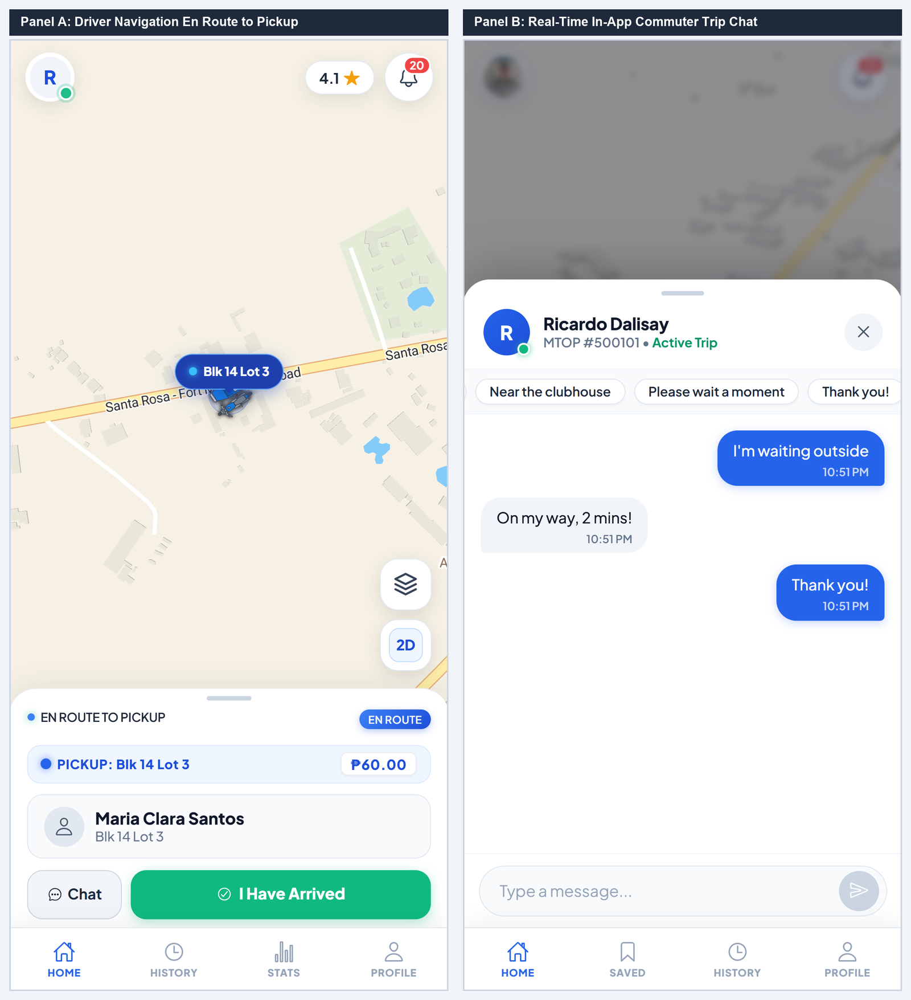 Panel A: Driver Navigation En Route to Pickup
R
4.1
20
Santa Rosa
Blk 14 Lot 3
oad
Santa Rosa - Fort M
A
2D
EN ROUTE TO PICKUP
EN ROUTE
PICKUP: Blk 14 Lot 3
₱60.00
Maria Clara Santos
Blk 14 Lot 3
Chat
I Have Arrived
HOME
HISTORY
STATS
PROFILE
Panel B: Real-Time In-App Commuter Trip Chat
R
Ricardo Dalisay
MTOP #500101 • Active Trip
Near the clubhouse
Please wait a moment
Thank you!
I'm waiting outside
10:51 PM
On my way, 2 mins!
10:51 PM
Thank you!
10:51 PM
Type a message...
HOME
SAVED
HISTORY
PROFILE